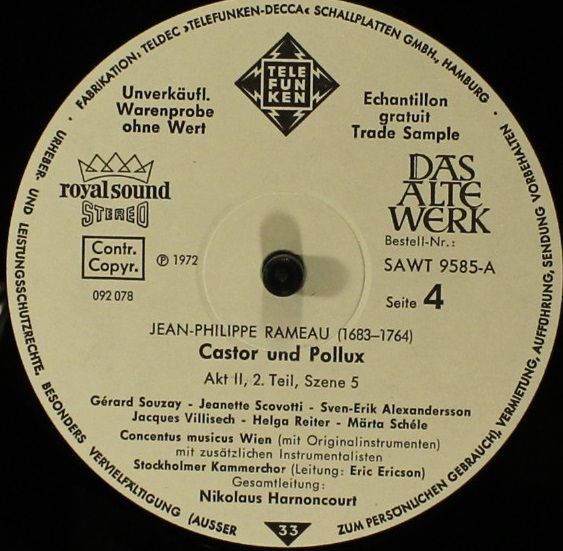 · FABRIKATION: TELDEC »TELEFUNKEN-DECCA« SCHALLPLATTEN GMBH., HAMBURG ·
URHEBER- UND LEISTUNGSSCHUTZRECHTE, BESONDERS VERVIELFÄLTIGUNG (AUSSER
ZUM PERSÖNLICHEN GEBRAUCH), VERMIETUNG, AUFFÜHRUNG, SENDUNG VORBEHALTEN ·
TELE
FUN
KEN
Unverkäufl.
Warenprobe
ohne Wert
Echantillon
gratuit
Trade Sample
royal sound
STEREO
DAS
ALTE
WERK
Contr.
Copyr.
℗ 1972
092 078
Bestell-Nr.:
SAWT 9585-A
Seite 4
JEAN-PHILIPPE RAMEAU (1683–1764)
Castor und Pollux
Akt II, 2. Teil, Szene 5
Gérard Souzay - Jeanette Scovotti - Sven-Erik Alexandersson
Jacques Villisech - Helga Reiter - Märta Schéle
Concentus musicus Wien (mit Originalinstrumenten)
mit zusätzlichen Instrumentalisten
Stockholmer Kammerchor (Leitung: Eric Ericson)
Gesamtleitung:
Nikolaus Harnoncourt
33